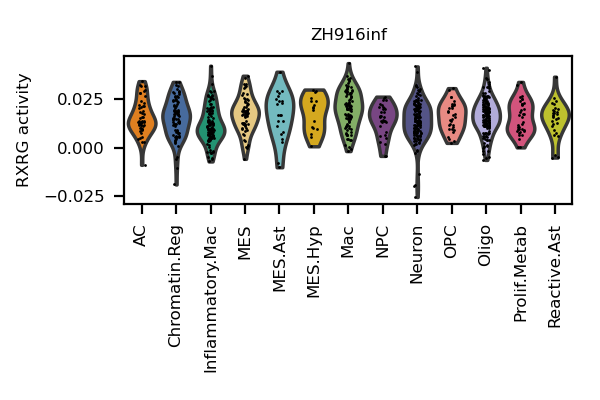 ZH916inf
RXRG activity
0.025
0.000
−0.025
AC
Chromatin.Reg
Inflammatory.Mac
MES
MES.Ast
MES.Hyp
Mac
NPC
Neuron
OPC
Oligo
Prolif.Metab
Reactive.Ast